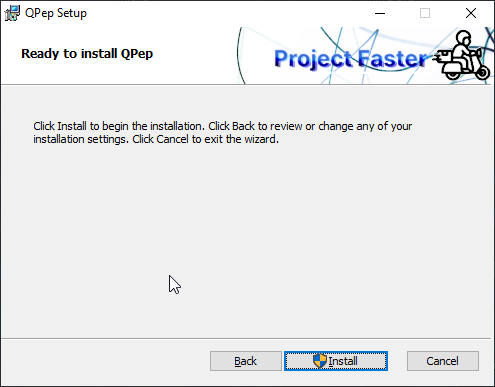 QPep Setup
Ready to install QPep
Project Faster
Click Install to begin the installation. Click Back to review or change any of your
installation settings. Click Cancel to exit the wizard.
Back
Install
Cancel